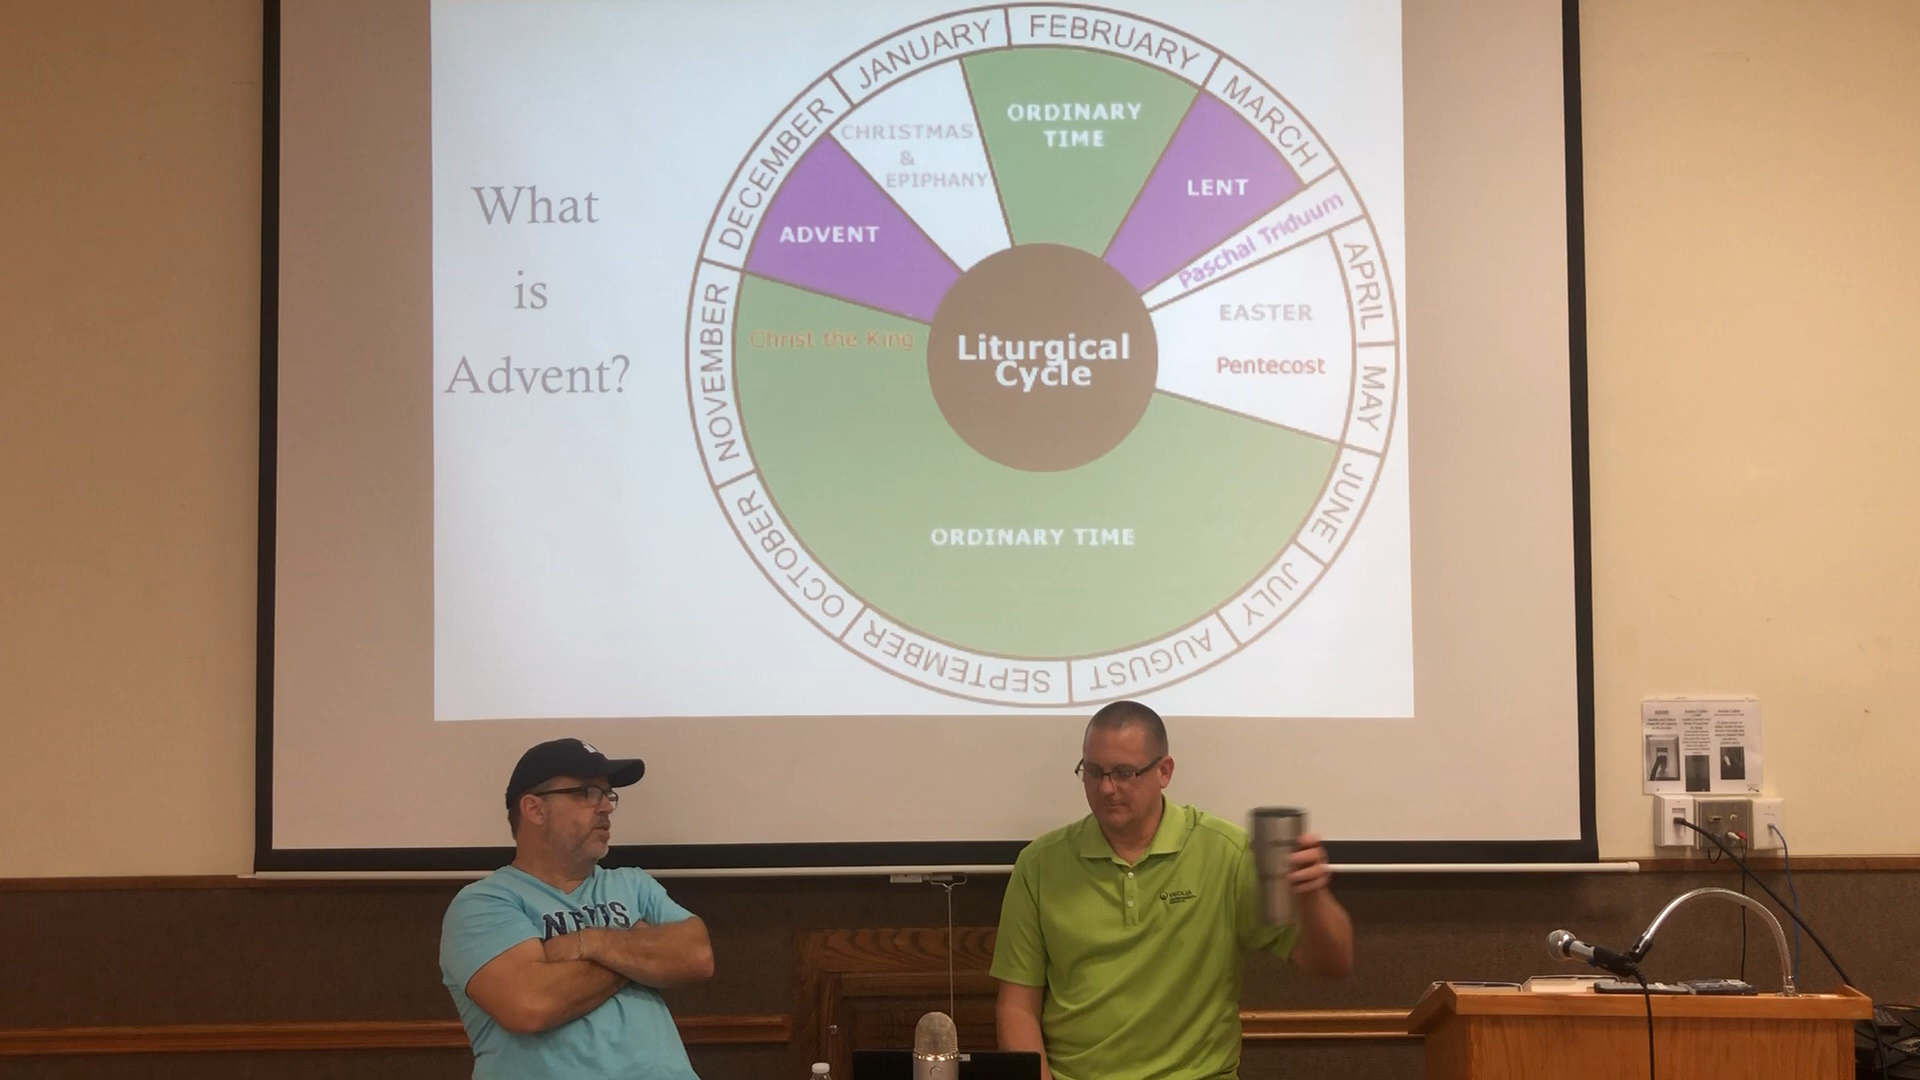 What
is
Advent?
JANUARY
FEBRUARY
MARCH
APRIL
MAY
JUNE
JULY
AUGUST
SEPTEMBER
OCTOBER
NOVEMBER
DECEMBER
CHRISTMAS
&
EPIPHANY
ORDINARY
TIME
LENT
Paschal Triduum
EASTER
Pentecost
ORDINARY TIME
Christ the King
ADVENT
Liturgical
Cycle
VEOLIA